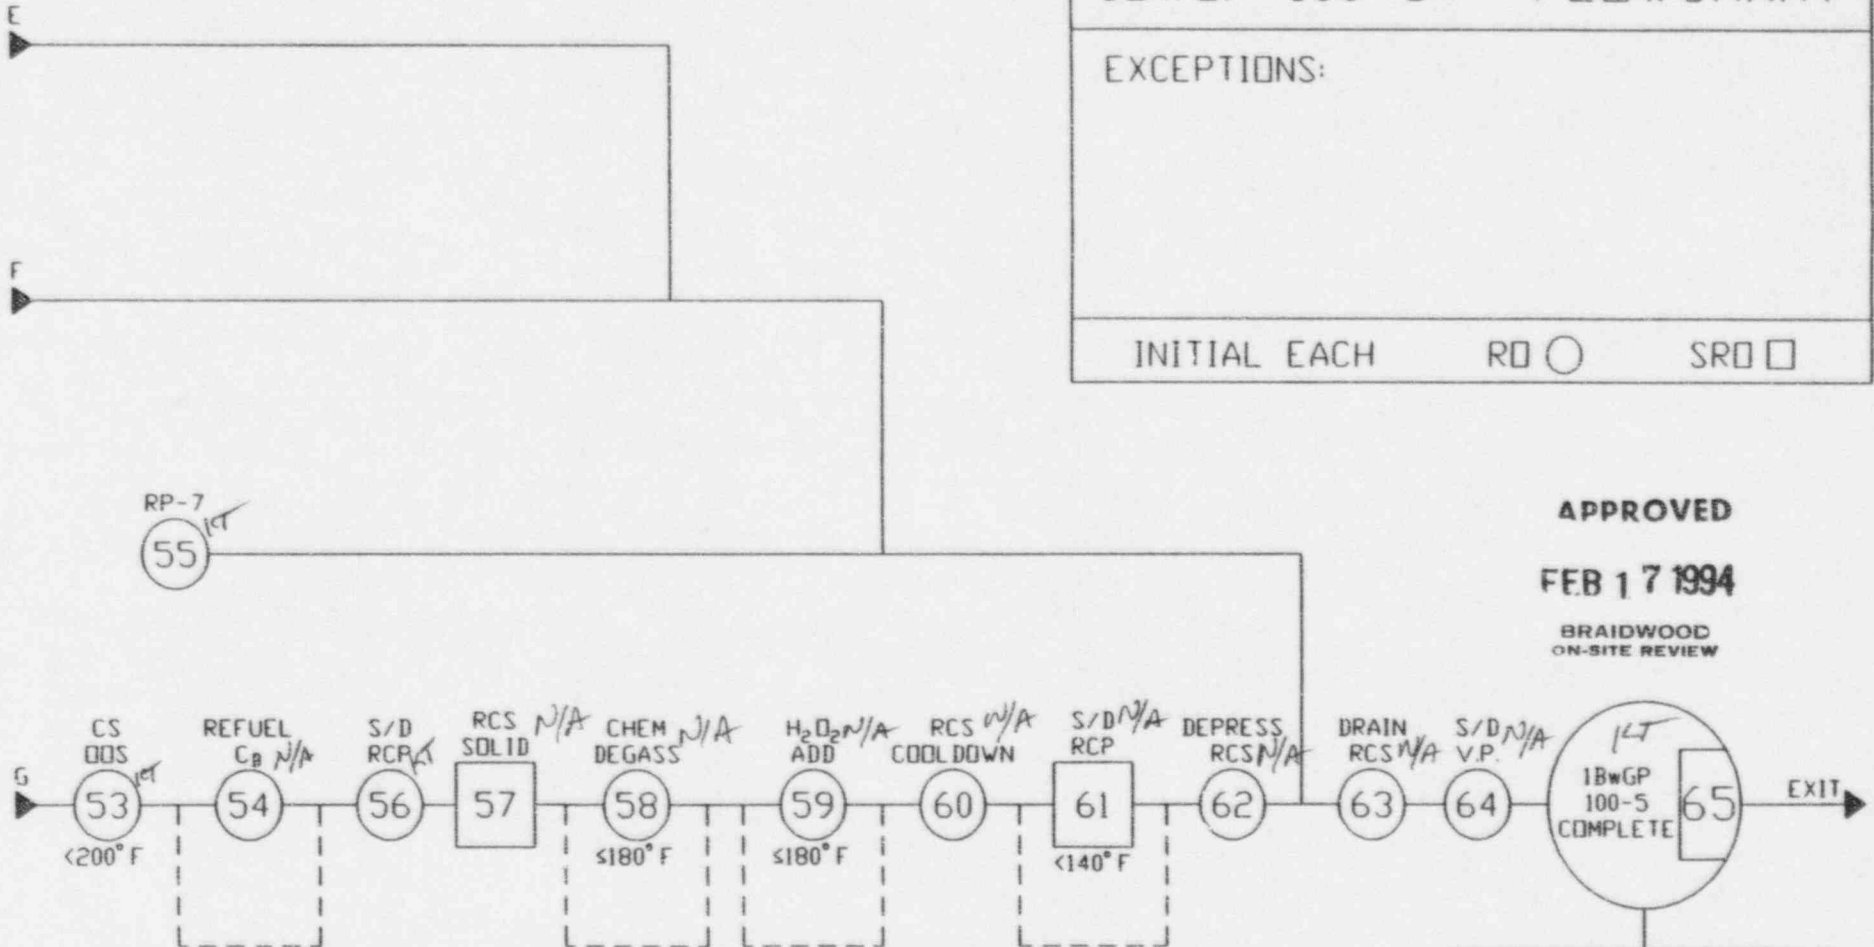 E
EXCEPTIONS:
F
INITIAL EACH RO SRO
RP-7
55
APPROVED
FEB 17 1994
BRAIDWOOD
ON-SITE REVIEW
G
CS
OOS
53
<200°F
REFUEL
CB N/A
54
S/D
RCP
56
RCS N/A
SOLID
57
CHEM N/A
DEGASS
58
≤180°F
H2O2 N/A
ADD
59
≤180°F
RCS N/A
COOLDOWN
60
S/D N/A
RCP
61
<140°F
DEPRESS
RCS N/A
62
DRAIN
RCS N/A
63
S/D N/A
V.P.
64
1BwGP
100-5
COMPLETE
65
EXIT